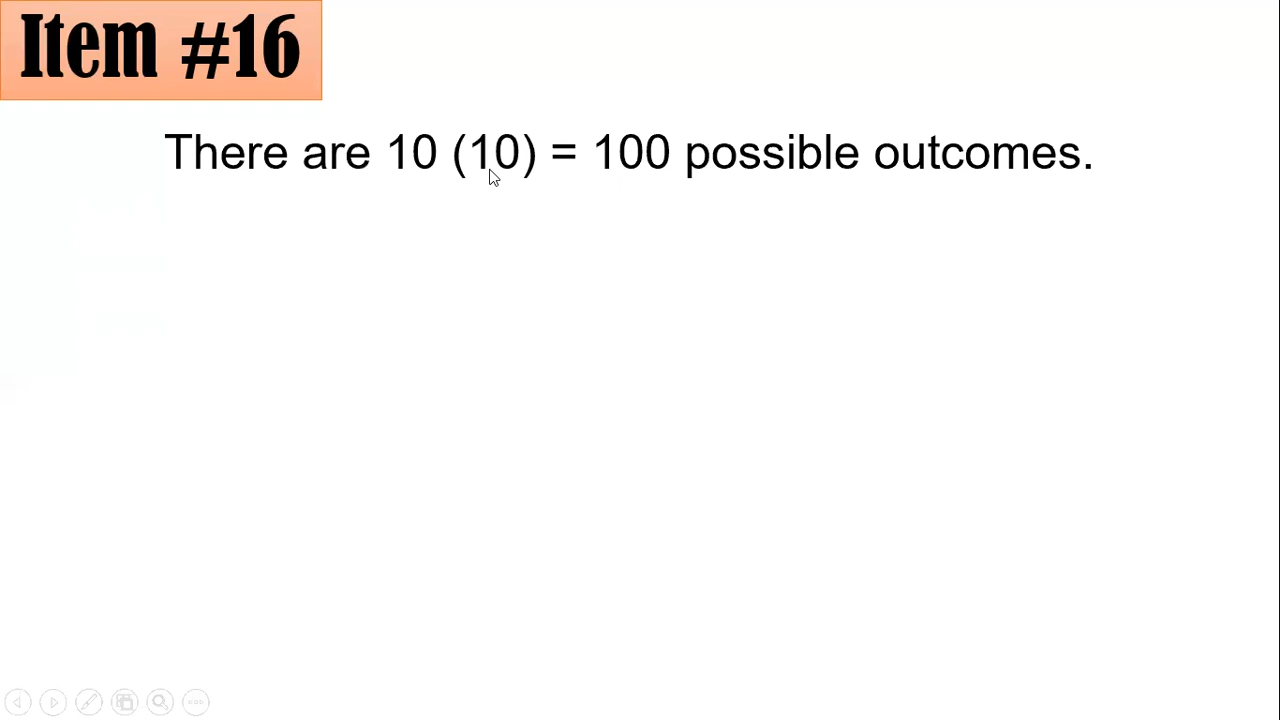 Item #16
There are 10 (10) = 100 possible outcomes.